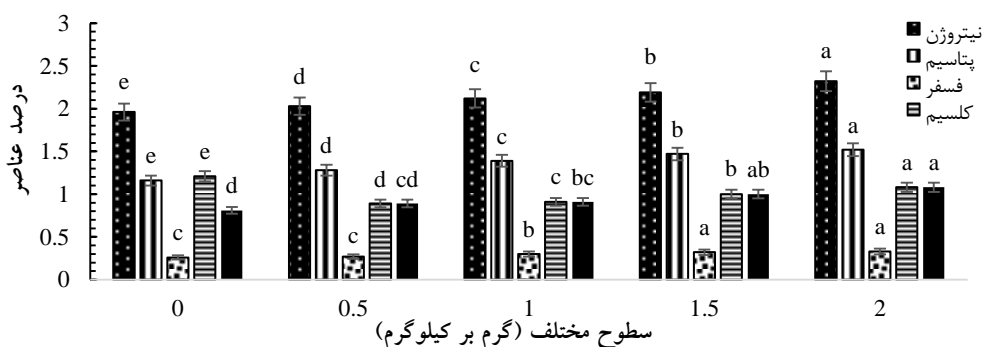 درصد عناصر
3
2.5
2
1.5
1
0.5
0
e e c e d
d d c d cd
c c b c bc
b b a b ab
a a a a a
نیتروژن
پتاسیم
فسفر
کلسیم
0 0.5 1 1.5 2
سطوح مختلف (گرم بر کیلوگرم)